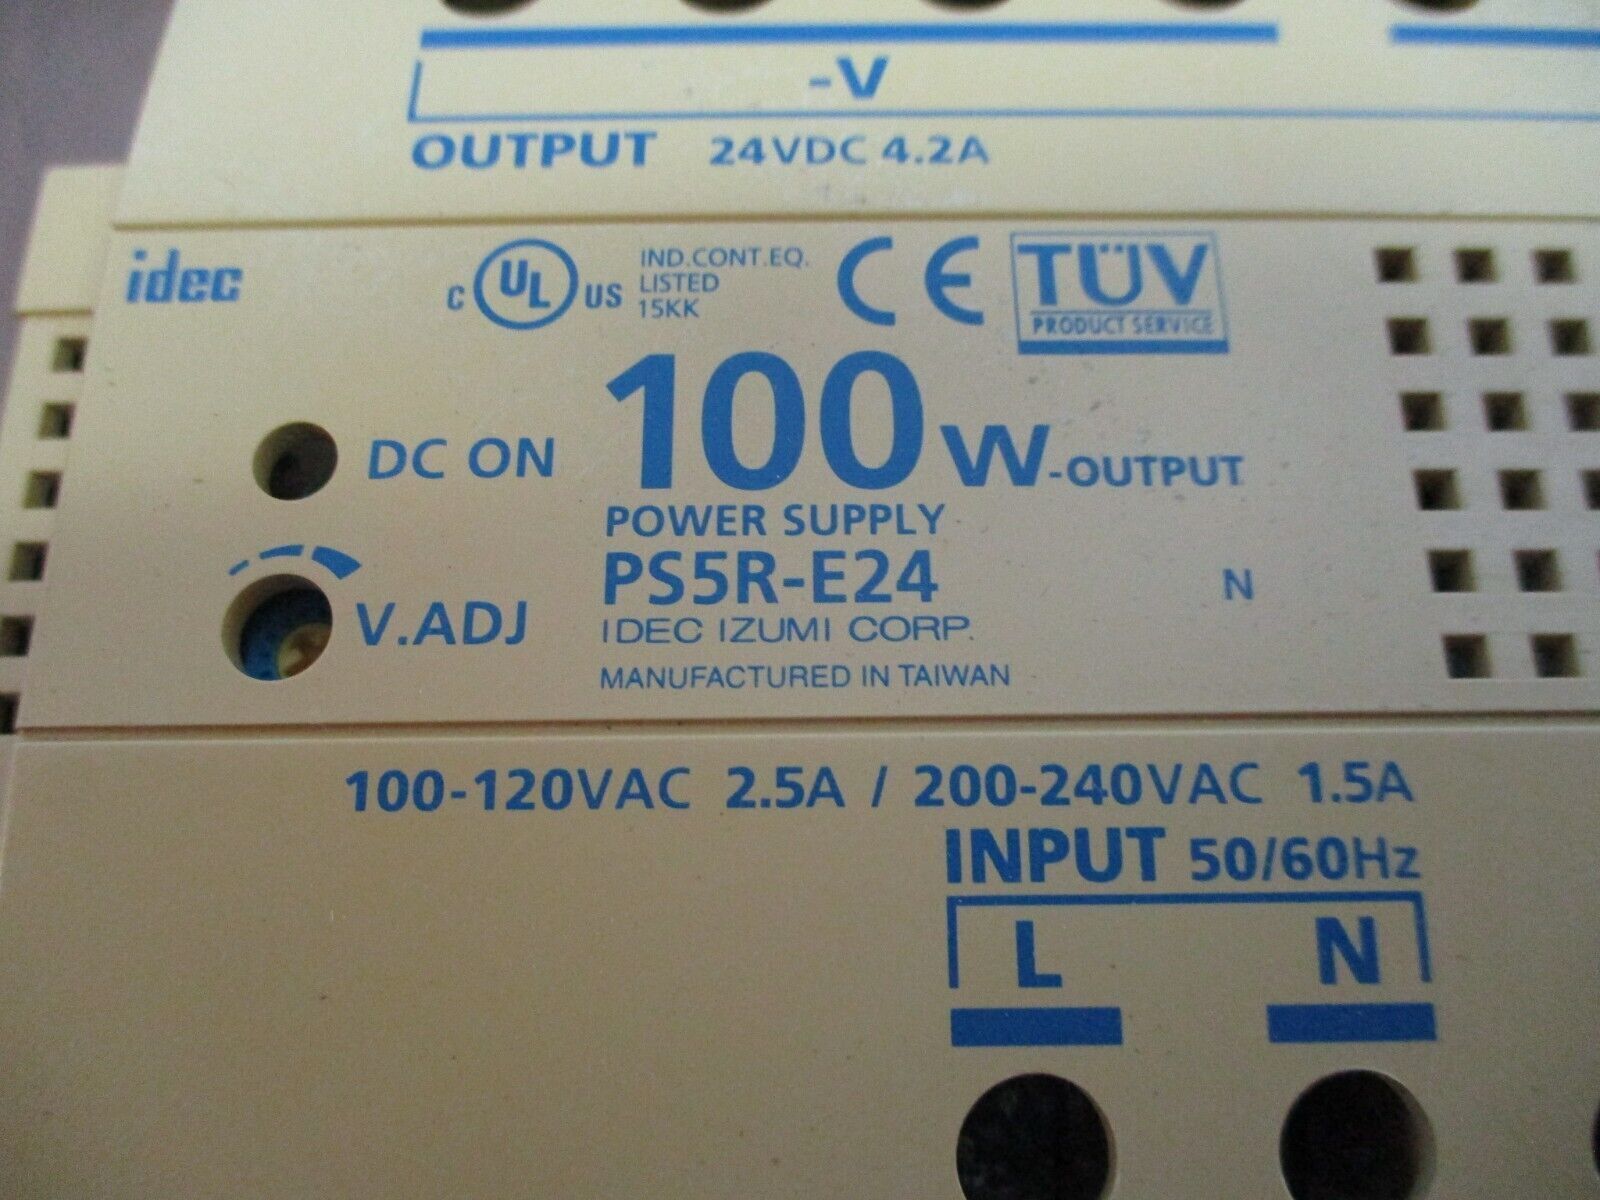 -V
OUTPUT 24VDC 4.2A
idec
C UL US
IND.CONT.EQ.
LISTED
15KK
CE
TÜV
PRODUCT SERVICE
100W-OUTPUT
DC ON
POWER SUPPLY
PS5R-E24
N
V.ADJ
IDEC IZUMI CORP.
MANUFACTURED IN TAIWAN
100-120VAC 2.5A / 200-240VAC 1.5A
INPUT 50/60Hz
L N